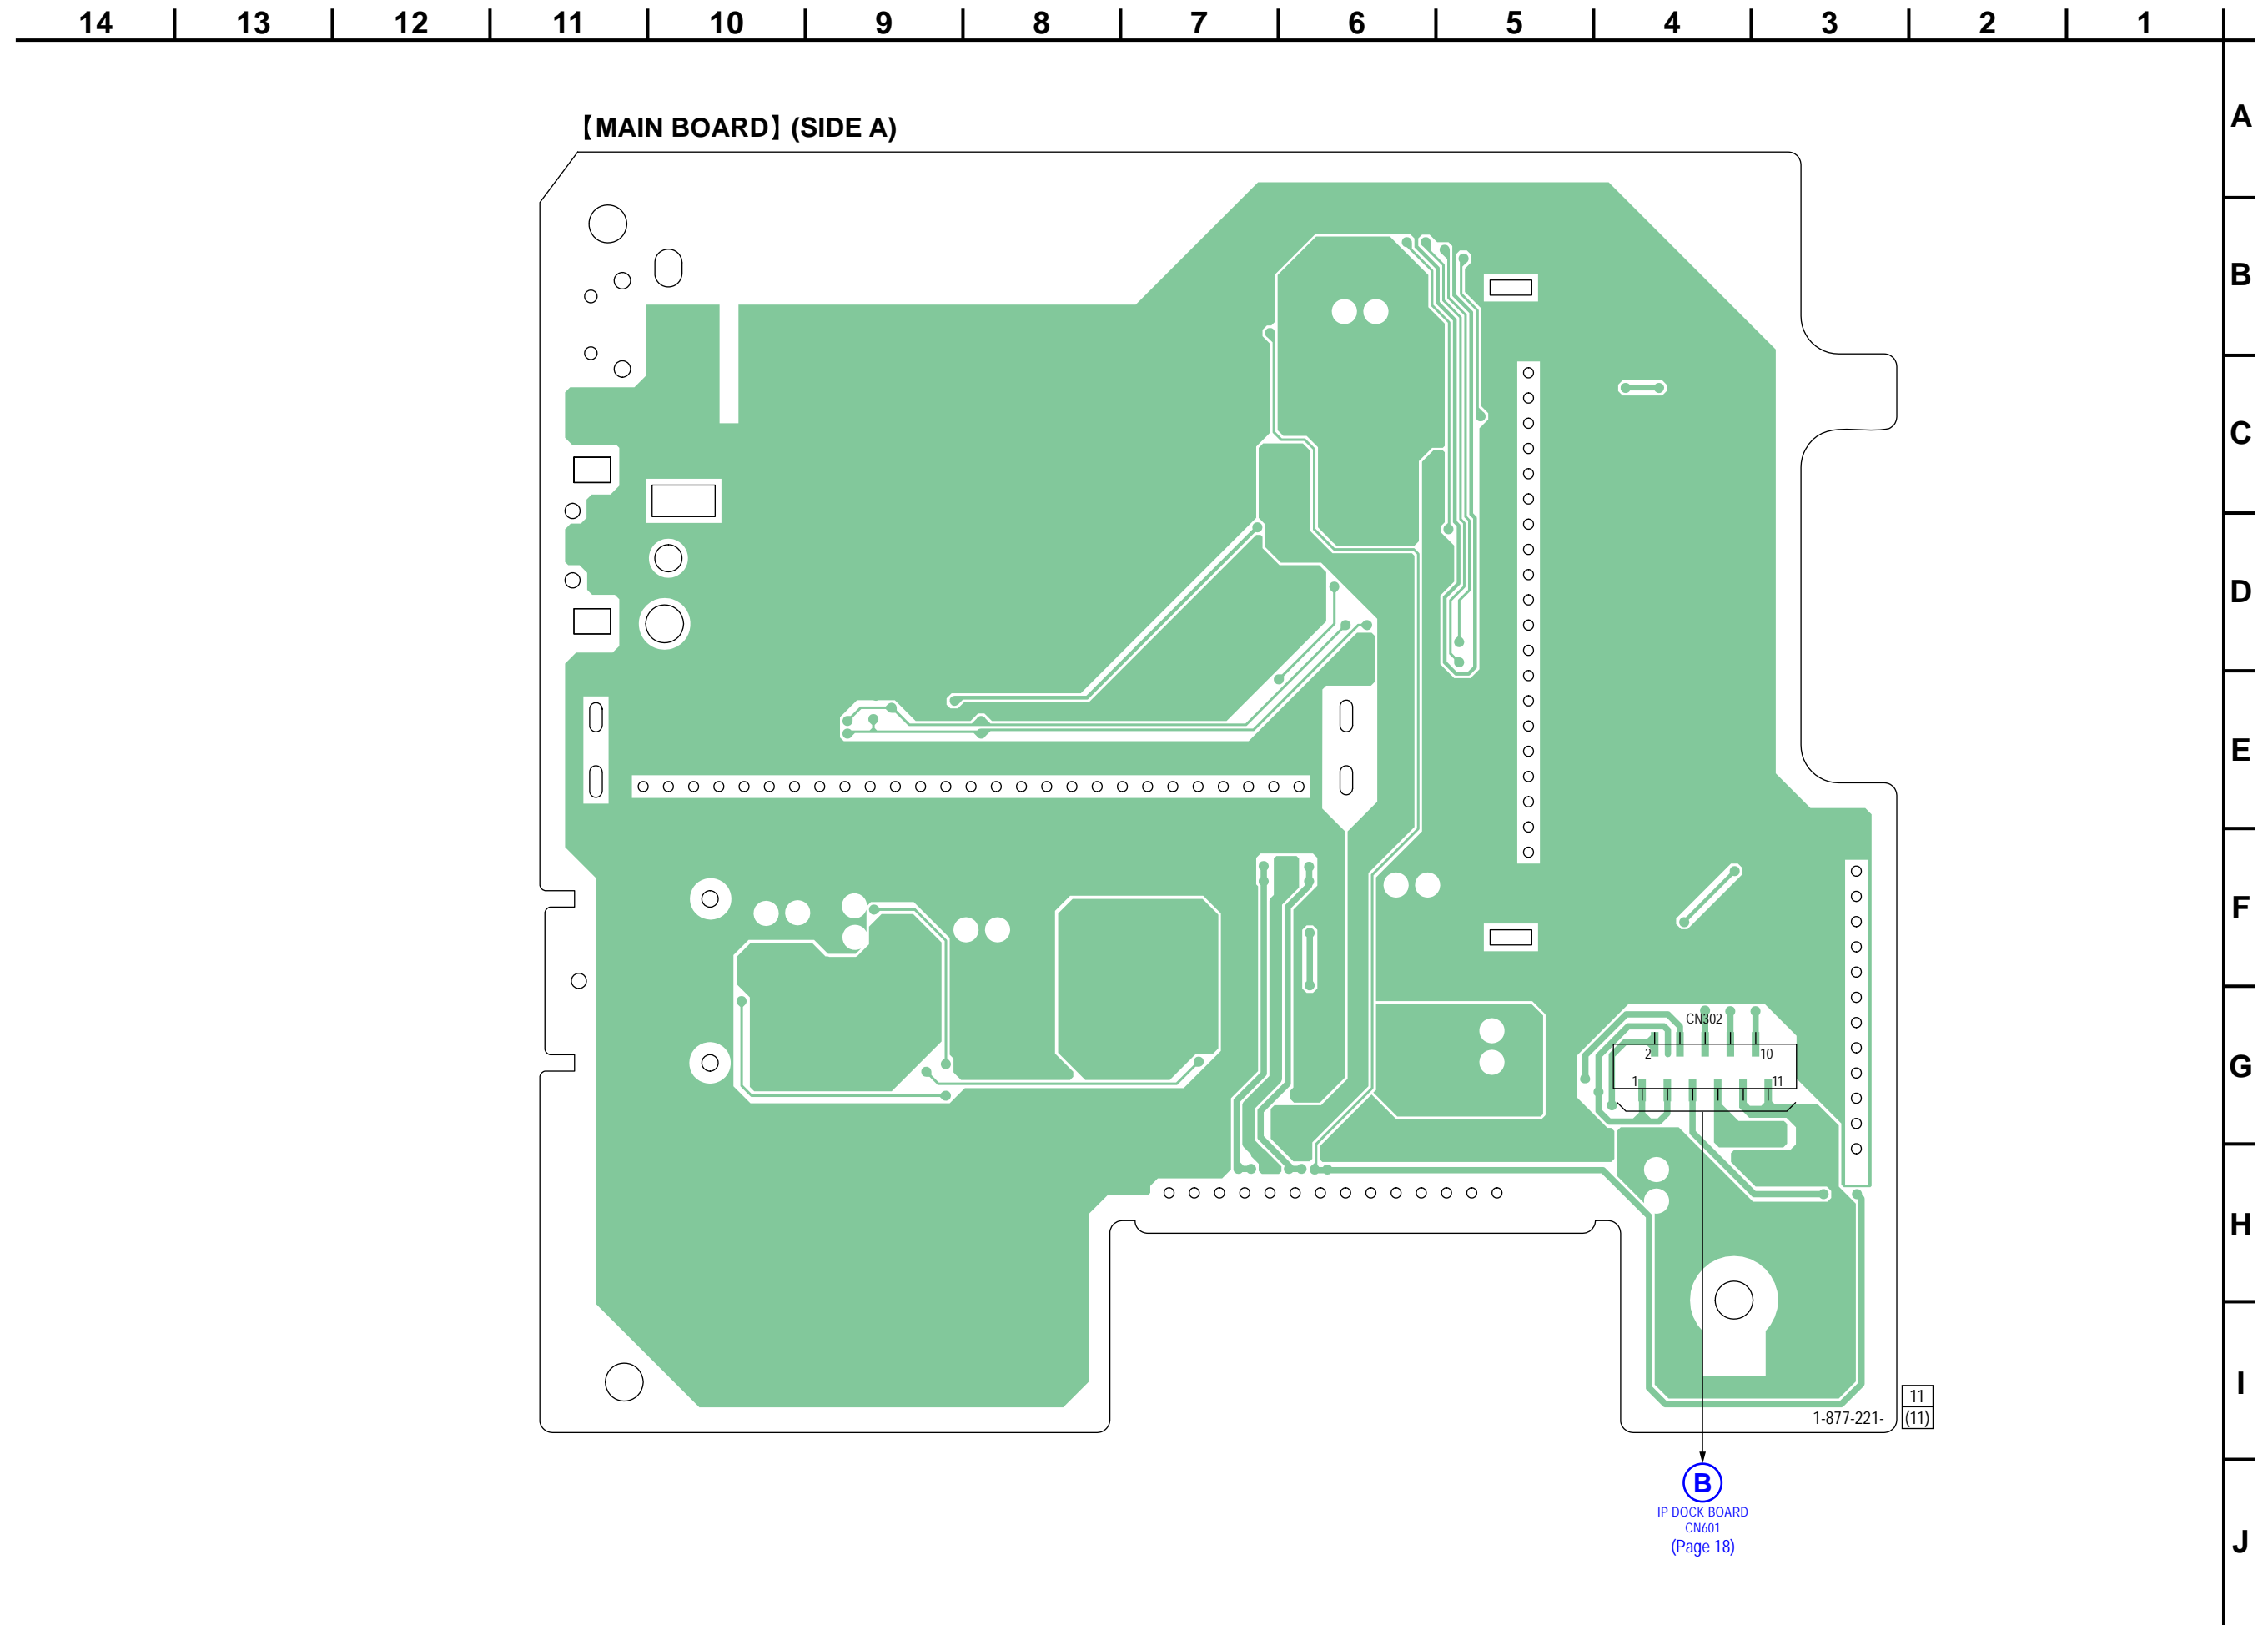 14 13 12 11 10 9 8 7 6 5 4 3 2 1
A
【MAIN BOARD】 (SIDE A)
B
C
D
E
F
CN302
2 10
G
1 11
H
I
11
1-877-221- (11)
B
IP DOCK BOARD
CN601
(Page 18)
J